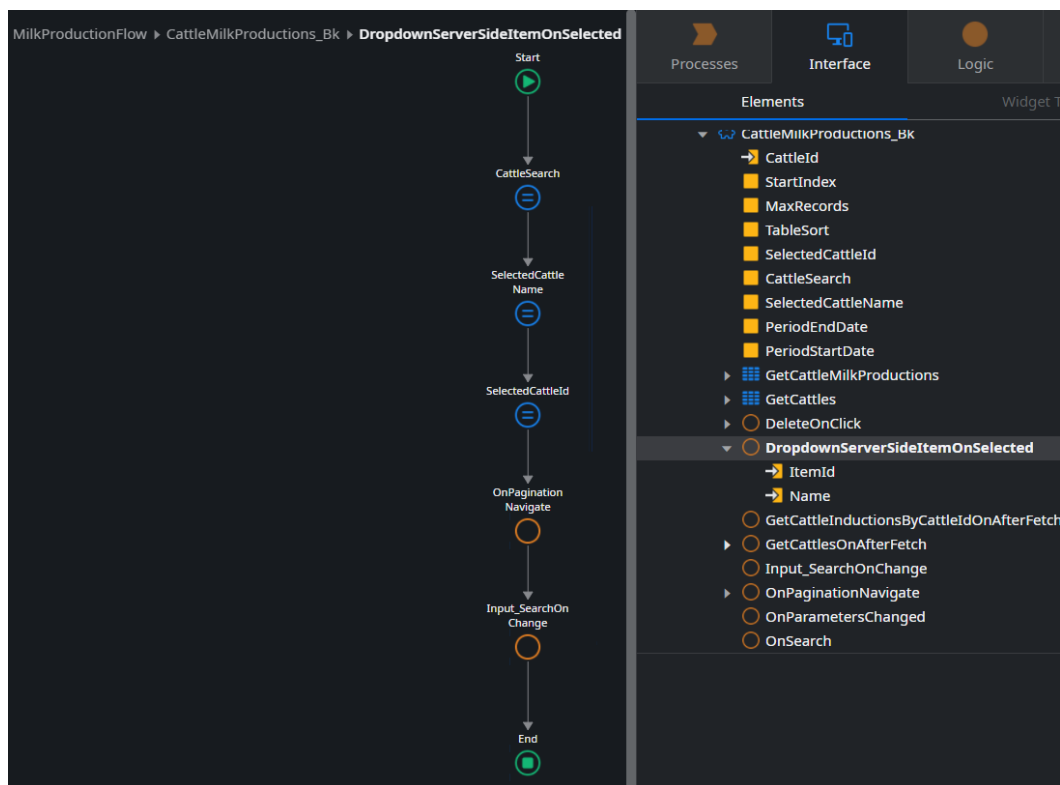 MilkProductionFlow ▸ CattleMilkProductions_Bk ▸ DropdownServerSideItemOnSelected
Start
CattleSearch
SelectedCattle
Name
SelectedCattleId
OnPagination
Navigate
Input_SearchOn
Change
End
Processes
Interface
Logic
Elements
Widget T
CattleMilkProductions_Bk
CattleId
StartIndex
MaxRecords
TableSort
SelectedCattleId
CattleSearch
SelectedCattleName
PeriodEndDate
PeriodStartDate
GetCattleMilkProductions
GetCattles
DeleteOnClick
DropdownServerSideItemOnSelected
ItemId
Name
GetCattleInductionsByCattleIdOnAfterFetch
GetCattlesOnAfterFetch
Input_SearchOnChange
OnPaginationNavigate
OnParametersChanged
OnSearch